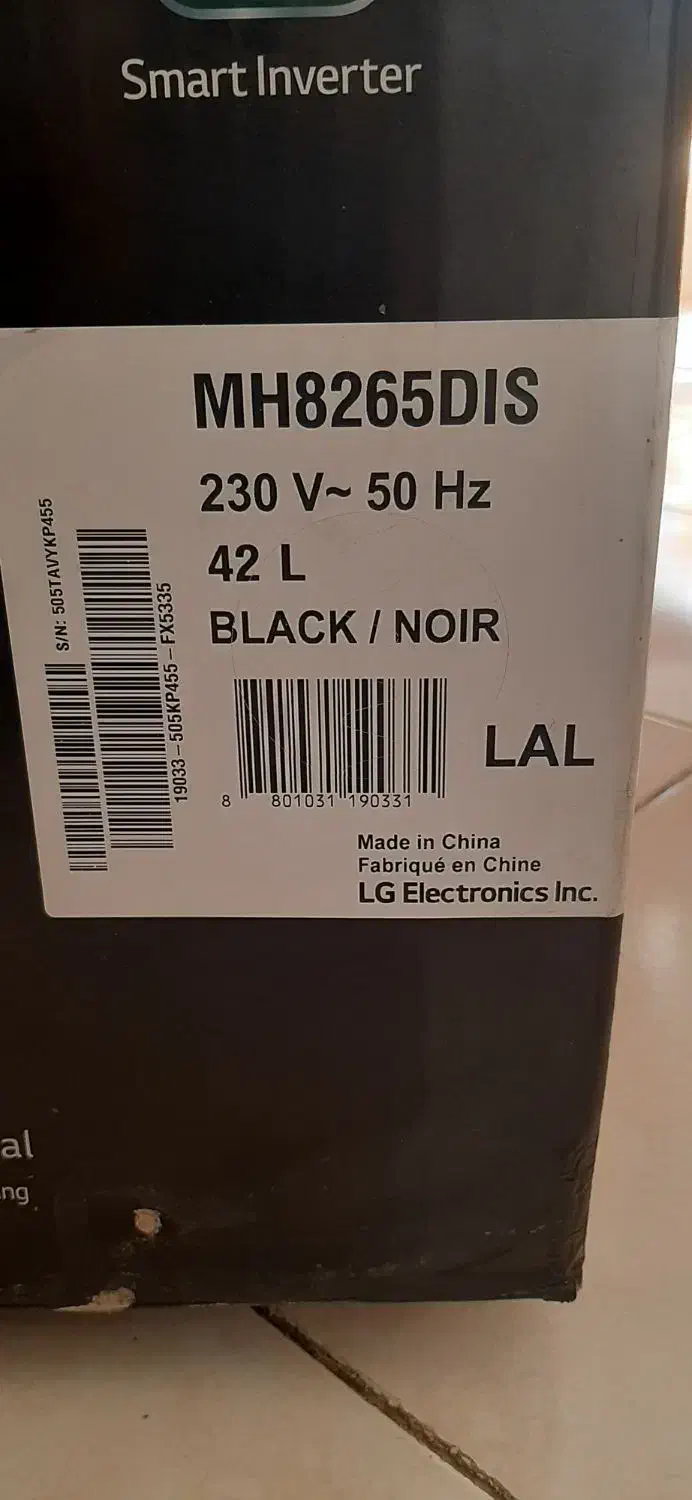 Smart Inverter
MH8265DIS
230 V~ 50 Hz
42 L
BLACK / NOIR
S/N: 505TAVYKP455
19033 – 505KP455 – FX5335
8 801031 190331
LAL
Made in China
Fabriqué en Chine
LG Electronics Inc.
al
ng